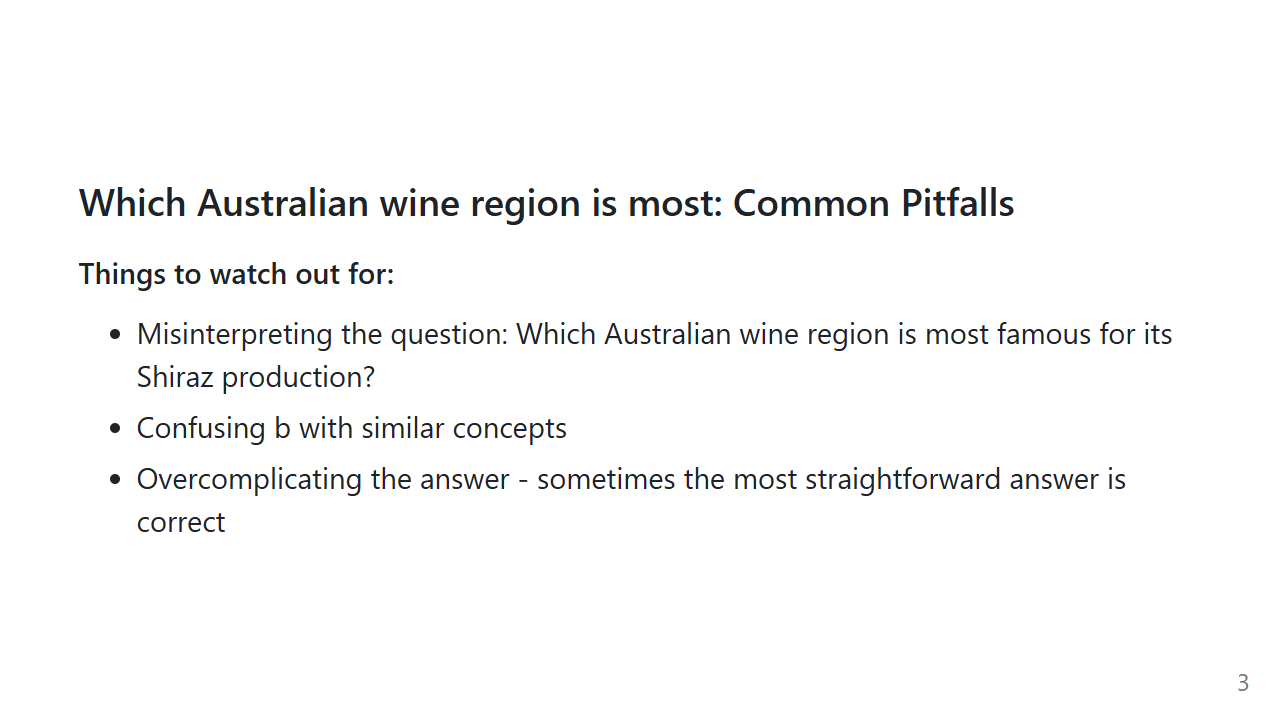 Which Australian wine region is most: Common Pitfalls
Things to watch out for:
• Misinterpreting the question: Which Australian wine region is most famous for its
Shiraz production?
• Confusing b with similar concepts
• Overcomplicating the answer - sometimes the most straightforward answer is
correct
3